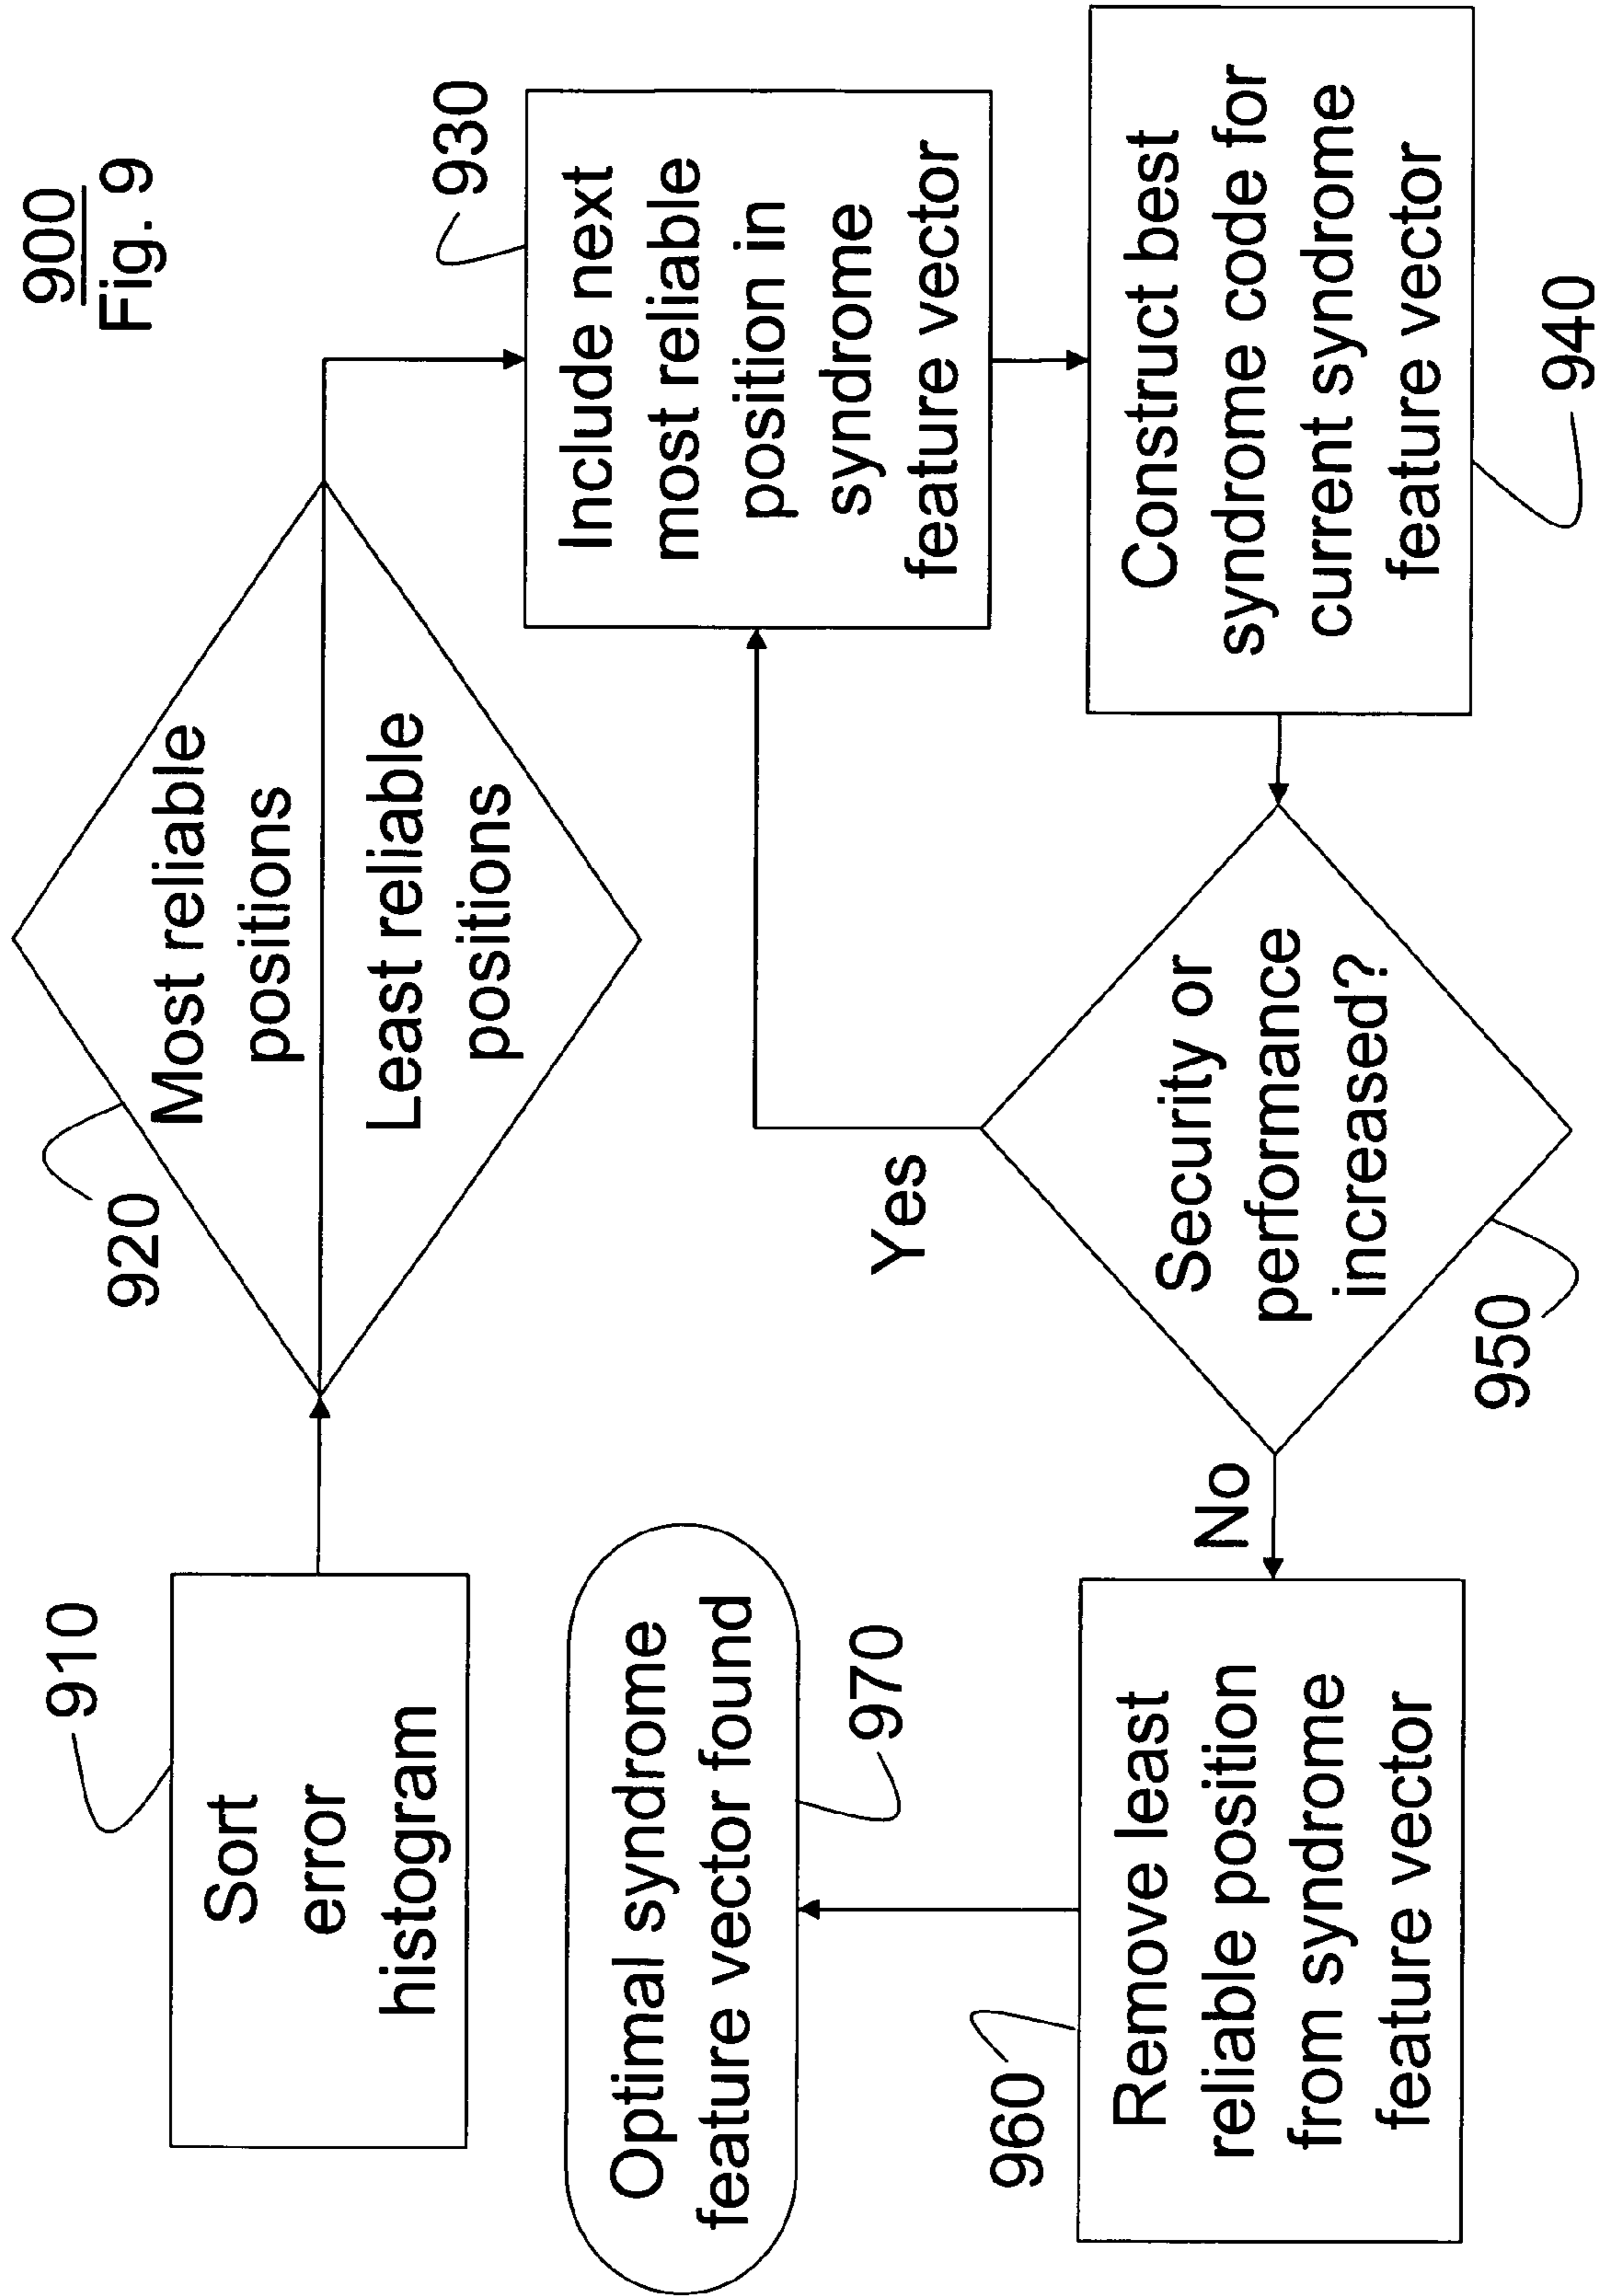 900
Fig. 9
910
Sort
error
histogram
920
Most reliable
positions
Least reliable
positions
930
Include next
most reliable
position in
syndrome
feature vector
Construct best
syndrome code for
current syndrome
feature vector
940
Security or
performance
increased?
950
Yes
No
Remove least
reliable position
from syndrome
feature vector
960
Optimal syndrome
feature vector found
970